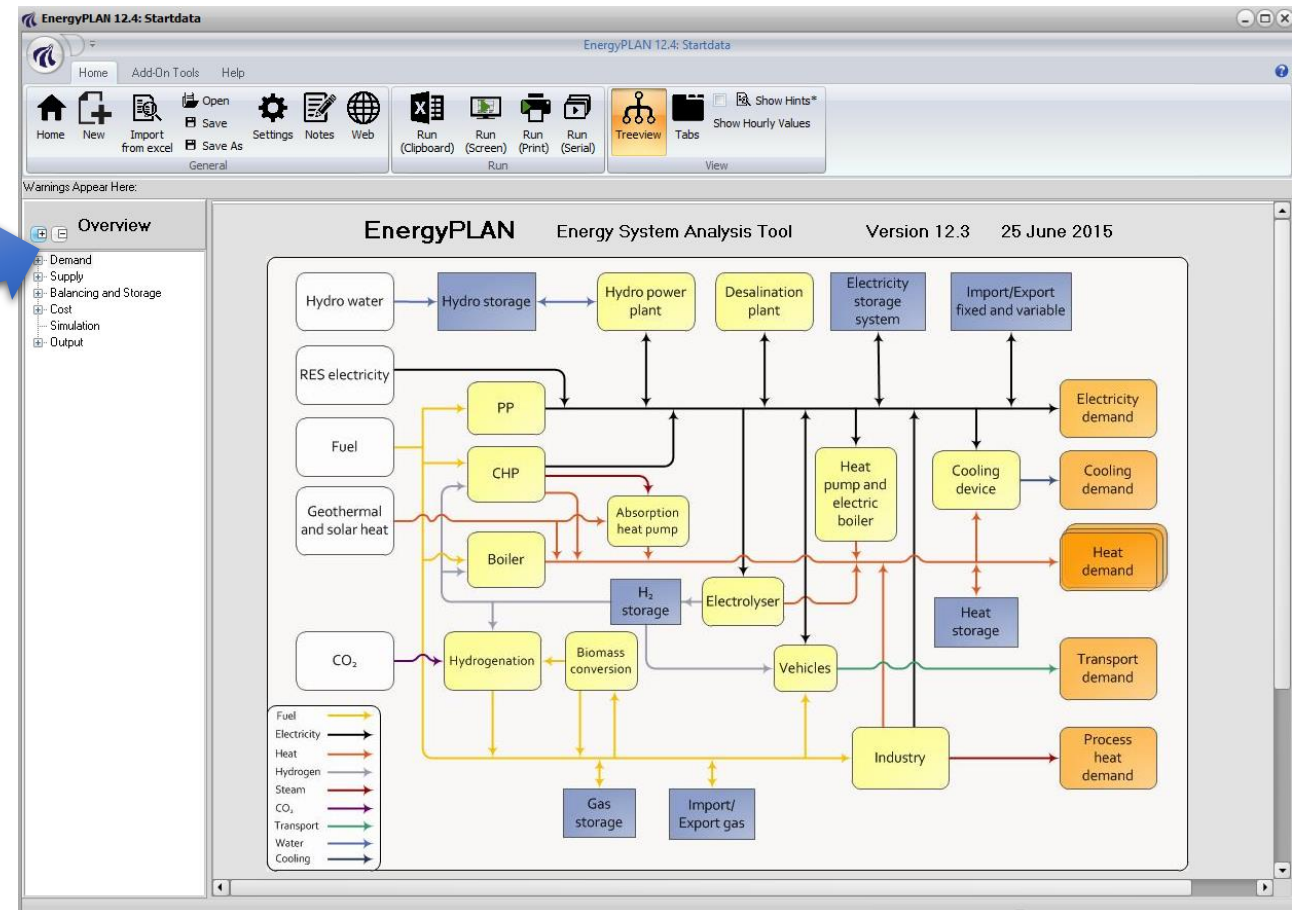 EnergyPLAN 12.4: Startdata
EnergyPLAN 12.4: Startdata
Home Add-On Tools Help
Home
New
Import
from excel
Open
Save
Save As
Settings
Notes
Web
General
Run
(Clipboard)
Run
(Screen)
Run
(Print)
Run
(Serial)
Run
Treeview
Tabs
Show Hints*
Show Hourly Values
View
Warnings Appear Here:
Overview
Demand
Supply
Balancing and Storage
Cost
Simulation
Output
EnergyPLAN Energy System Analysis Tool Version 12.3 25 June 2015
Hydro water
Hydro storage
Hydro power
plant
Desalination
plant
Electricity
storage
system
Import/Export
fixed and variable
RES electricity
PP
Electricity
demand
Fuel
CHP
Heat
pump and
electric
boiler
Cooling
device
Cooling
demand
Geothermal
and solar heat
Absorption
heat pump
Boiler
Heat
demand
H₂
storage
Electrolyser
Heat
storage
CO₂
Hydrogenation
Biomass
conversion
Vehicles
Transport
demand
Fuel
Electricity
Heat
Hydrogen
Steam
CO₂
Transport
Water
Cooling
Industry
Process
heat
demand
Gas
storage
Import/
Export gas